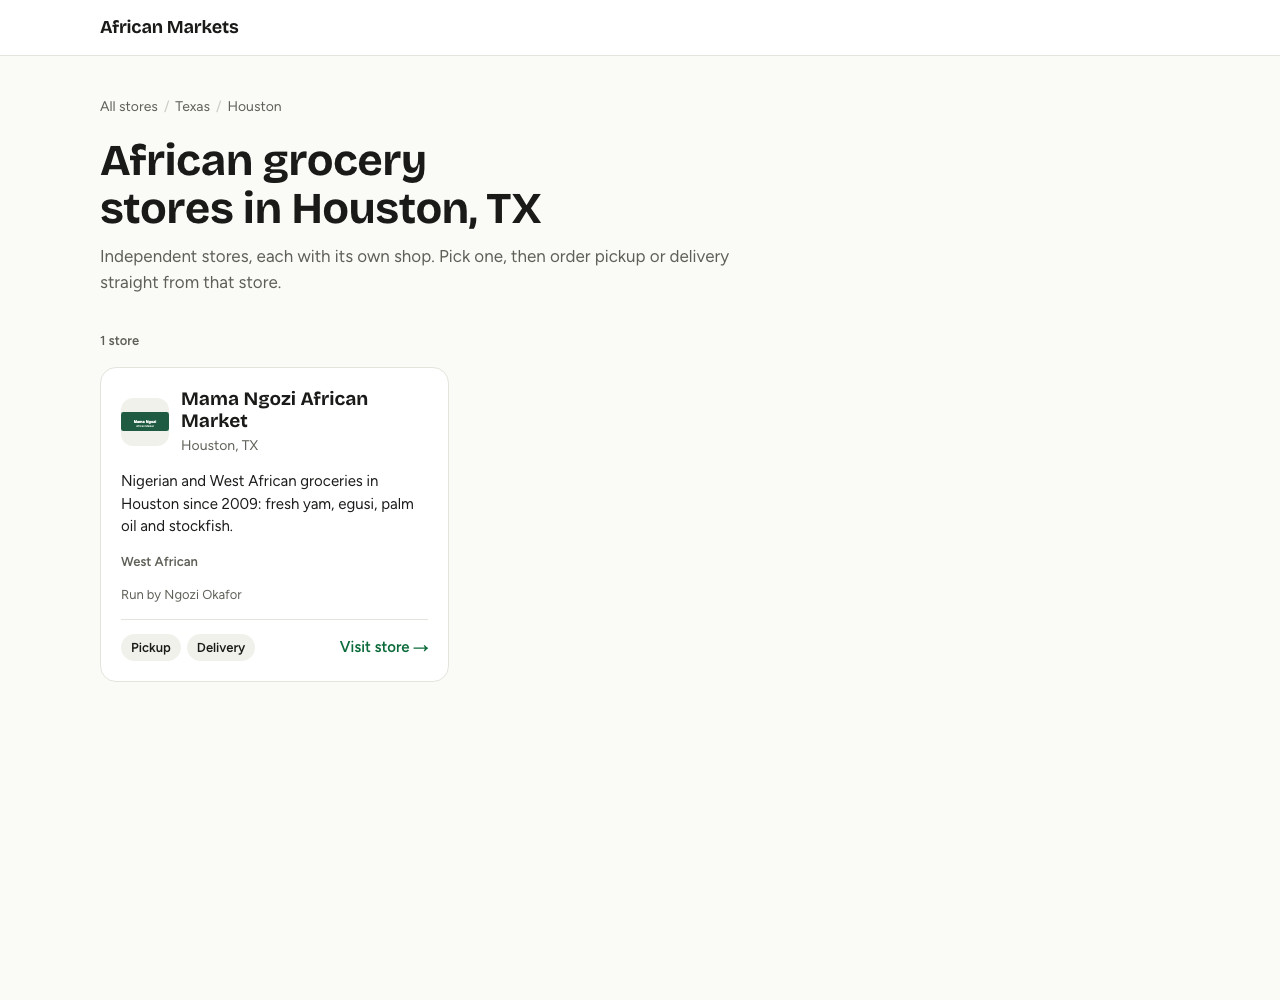 African Markets
All stores / Texas / Houston
African grocery
stores in Houston, TX
Independent stores, each with its own shop. Pick one, then order pickup or delivery
straight from that store.
1 store
Mama Ngozi
Mama Ngozi African
Market
Houston, TX
Nigerian and West African groceries in
Houston since 2009: fresh yam, egusi, palm
oil and stockfish.
West African
Run by Ngozi Okafor
Pickup Delivery Visit store →